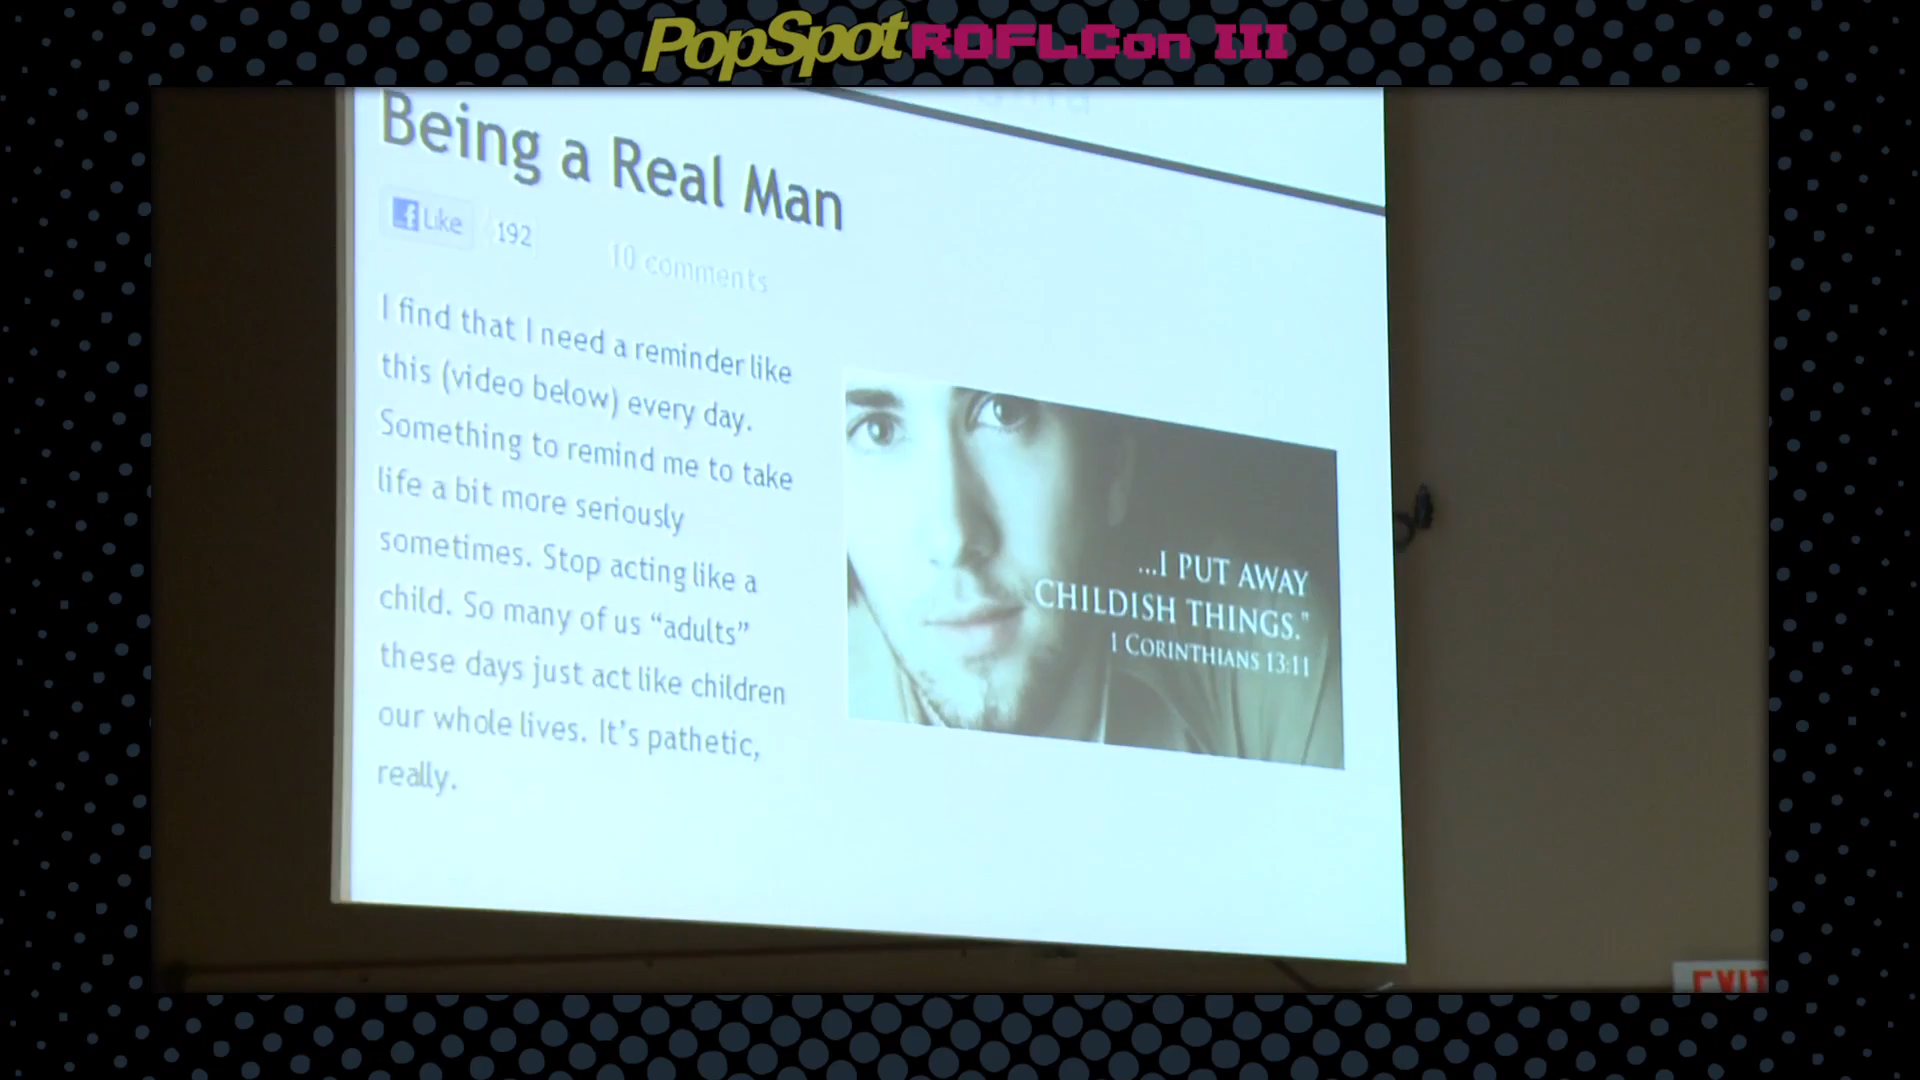 PopSpot ROFLCon III
Being a Real Man
Like 192 10 comments
I find that I need a reminder like
this (video below) every day.
Something to remind me to take
life a bit more seriously
sometimes. Stop acting like a
child. So many of us “adults”
these days just act like children
our whole lives. It’s pathetic,
really.
...I PUT AWAY
CHILDISH THINGS."
1 CORINTHIANS 13:11
EXIT